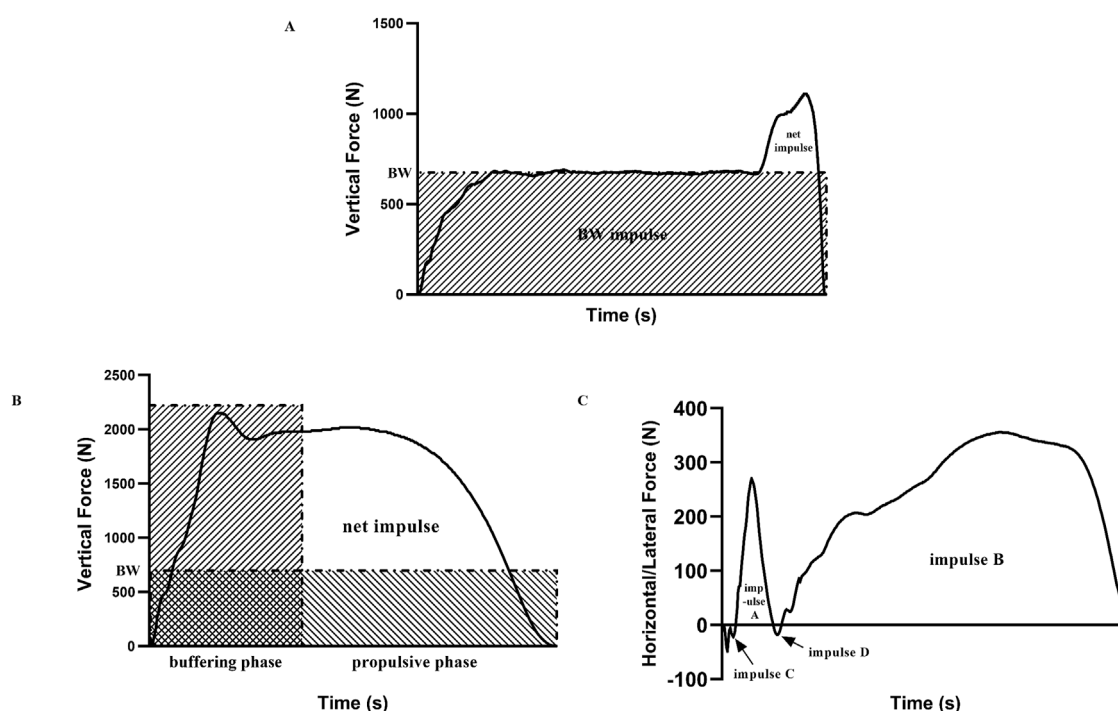 A
Vertical Force (N)
1500
1000
BW
500
0
net
impulse
BW impulse
Time (s)
B
Vertical Force (N)
2500
2000
1500
1000
BW
500
0
net impulse
buffering phase
propulsive phase
Time (s)
C
Horizontal/Lateral Force (N)
400
300
200
100
0
-100
imp
-ulse
A
impulse B
impulse C
impulse D
Time (s)